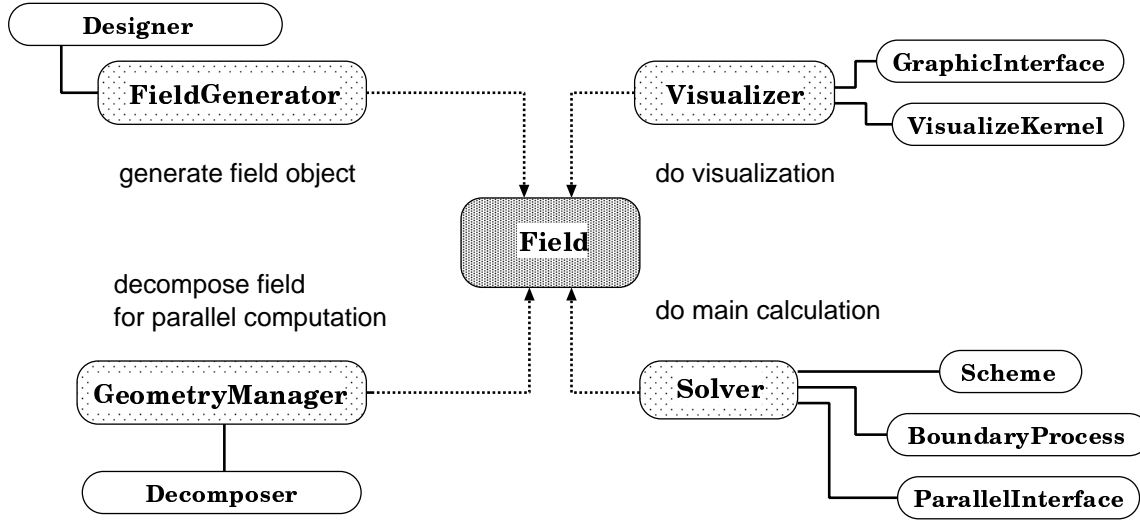 Designer
FieldGenerator
generate field object
Visualizer
GraphicInterface
VisualizeKernel
do visualization
Field
decompose field
for parallel computation
GeometryManager
Decomposer
do main calculation
Solver
Scheme
BoundaryProcess
ParallelInterface